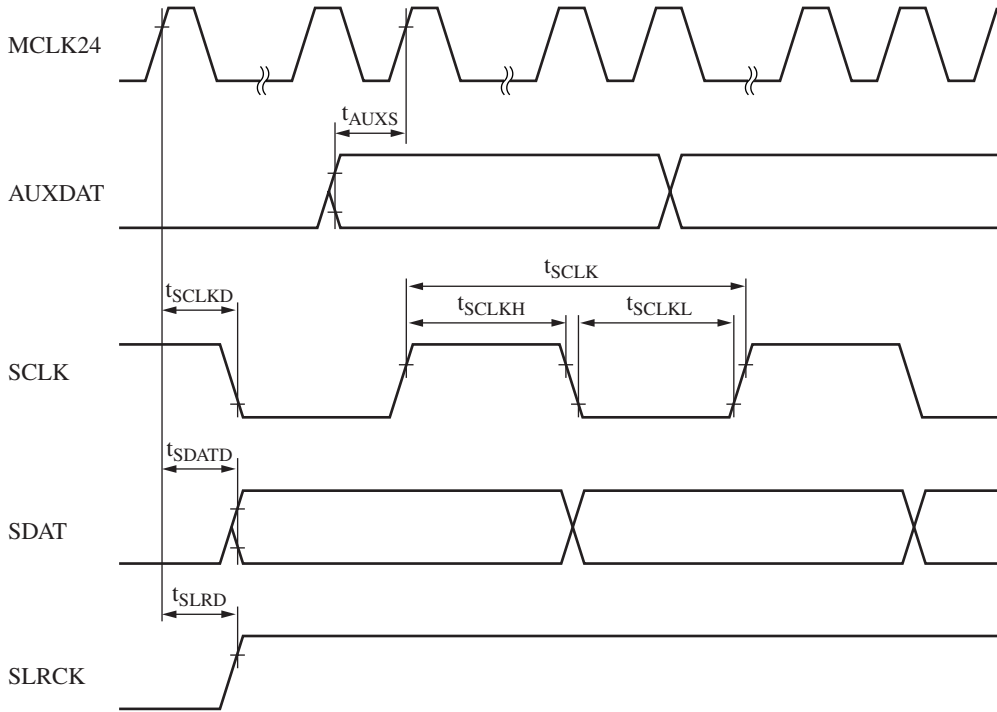 MCLK24
tAUXS
AUXDAT
tSCLK
tSCLKD
tSCLKH
tSCLKL
SCLK
tSDATD
SDAT
tSLRD
SLRCK